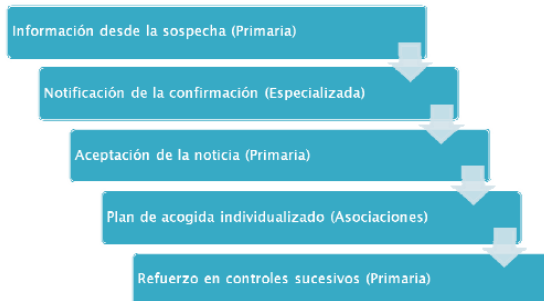 Información desde la sospecha (Primaria)
Notificación de la confirmación (Especializada)
Aceptación de la noticia (Primaria)
Plan de acogida individualizado (Asociaciones)
Refuerzo en controles sucesivos (Primaria)